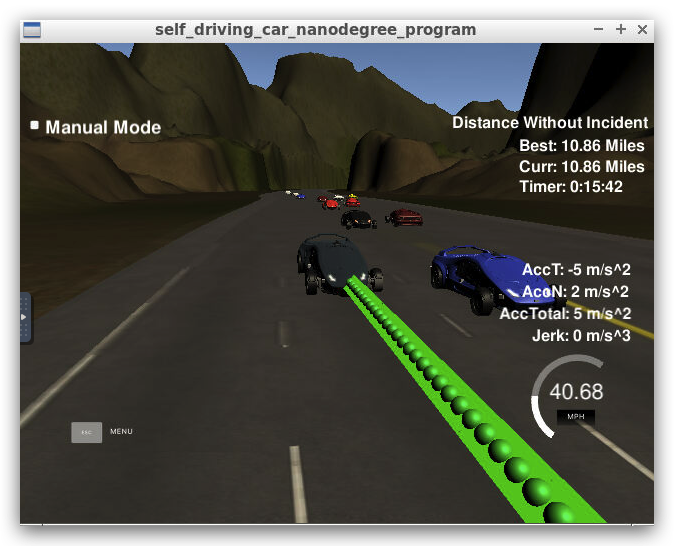 self_driving_car_nanodegree_program
Manual Mode
Distance Without Incident
Best: 10.86 Miles
Curr: 10.86 Miles
Timer: 0:15:42
AccT: -5 m/s^2
AccN: 2 m/s^2
AccTotal: 5 m/s^2
Jerk: 0 m/s^3
40.68
MPH
ESC MENU